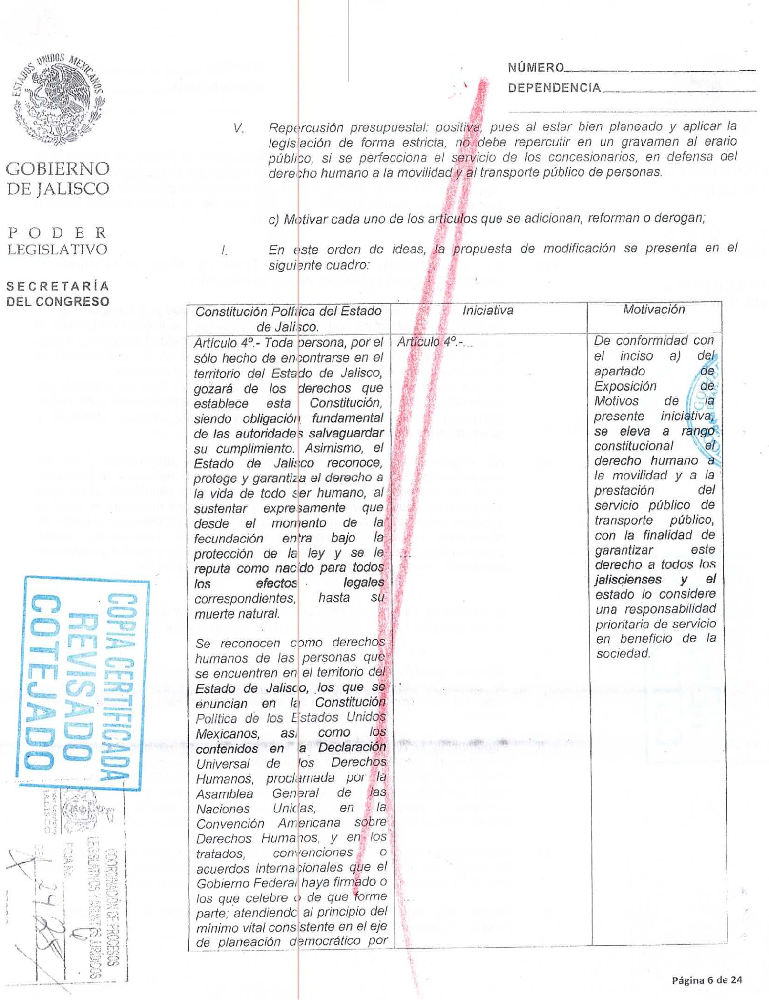 ESTADOS UNIDOS MEXICANOS
NÚMERO
DEPENDENCIA
GOBIERNO
DE JALISCO
PODER
LEGISLATIVO
SECRETARÍA
DEL CONGRESO
V. Repercusión presupuestal: positiva, pues al estar bien planeado y aplicar la
legislación de forma estricta, no debe repercutir en un gravamen al erario
público, si se perfecciona el servicio de los concesionarios, en defensa del
derecho humano a la movilidad y al transporte público de personas.
c) Motivar cada uno de los artículos que se adicionan, reforman o derogan;
I. En este orden de ideas, la propuesta de modificación se presenta en el
siguiente cuadro:
Constitución Política del Estado
de Jalisco.
Artículo 4º.- Toda persona, por el
sólo hecho de encontrarse en el
territorio del Estado de Jalisco,
gozará de los derechos que
establece esta Constitución,
siendo obligación fundamental
de las autoridades salvaguardar
su cumplimiento. Asimismo, el
Estado de Jalisco reconoce,
protege y garantiza el derecho a
la vida de todo ser humano, al
sustentar expresamente que
desde el momento de la
fecundación entra bajo la
protección de la ley y se le
reputa como nacido para todos
los efectos legales
correspondientes, hasta su
muerte natural.
Se reconocen como derechos
humanos de las personas que
se encuentren en el territorio del
Estado de Jalisco, los que se
enuncian en la Constitución
Política de los Estados Unidos
Mexicanos, así como los
contenidos en a Declaración
Universal de los Derechos
Humanos, proclamada por la
Asamblea General de las
Naciones Unidas, en la
Convención Americana sobre
Derechos Humanos, y en los
tratados, convenciones o
acuerdos internacionales que el
Gobierno Federal haya firmado o
los que celebre o de que forme
parte; atendiendo al principio del
mínimo vital consistente en el eje
de planeación democrático por
Iniciativa
Artículo 4º.-...
...
...
...
Motivación
De conformidad con
el inciso a) del
apartado de
Exposición de
Motivos de la
presente iniciativa,
se eleva a rango
constitucional el
derecho humano a
la movilidad y a la
prestación del
servicio público de
transporte público,
con la finalidad de
garantizar este
derecho a todos los
jaliscienses y el
estado lo considere
una responsabilidad
prioritaria de servicio
en beneficio de la
sociedad.
COPIA CERTIFICADA
REVISADO
COTEJADO
JALISCO
COORDINACIÓN DE PROCESOS
LEGISLATIVOS Y ASUNTOS JURÍDICOS
FOJA No.
Página 6 de 24